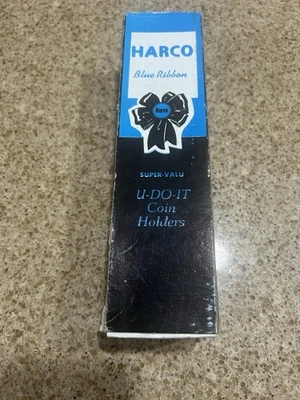 HARCO
Blue Ribbon
SUPER-VALU
U-DO-IT
Coin
Holders